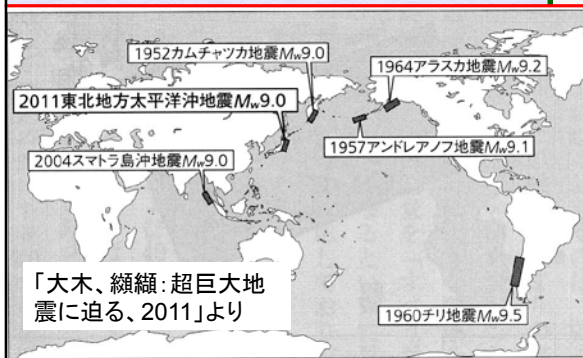 1952カムチャツカ地震Mw9.0
1964アラスカ地震Mw9.2
2011東北地方太平洋沖地震Mw9.0
1957アンドレアノフ地震Mw9.1
2004スマトラ島沖地震Mw9.0
「大木、纐纈：超巨大地
震に迫る、2011」より
1960チリ地震Mw9.5